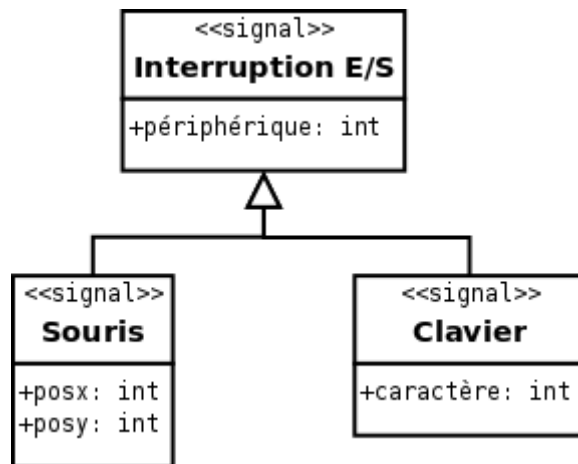 <<signal>>
Interruption E/S
+périphérique: int
<<signal>>
Souris
+posx: int
+posy: int
<<signal>>
Clavier
+caractère: int